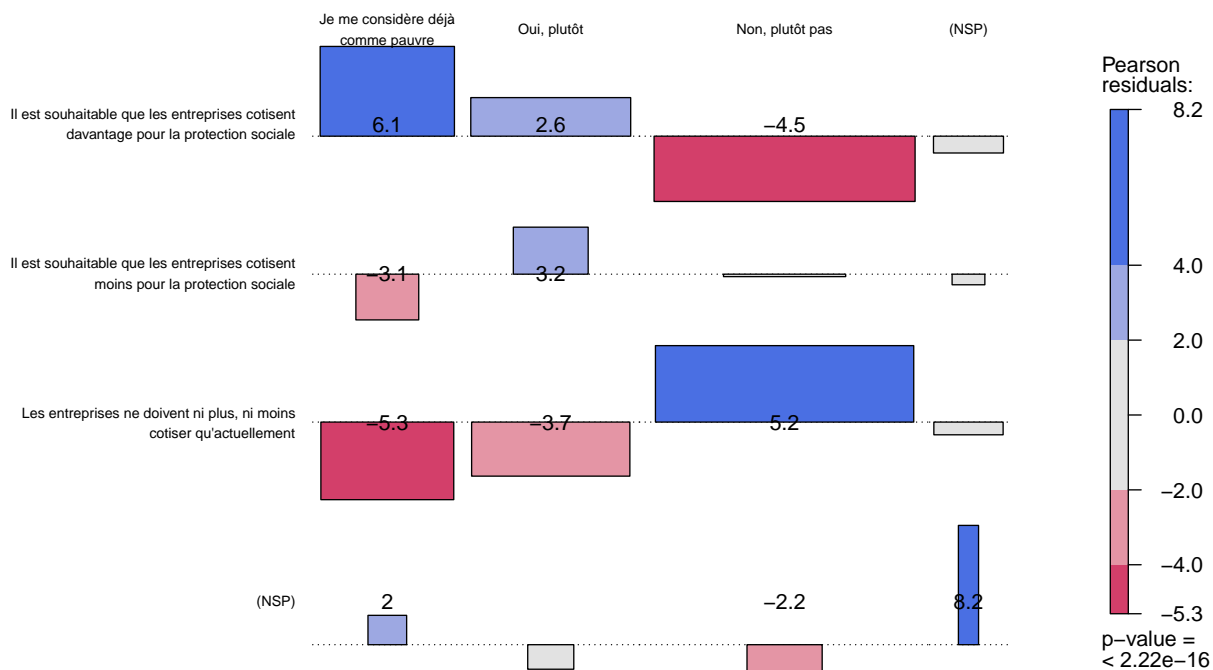 Je me considère déjà
comme pauvre
Oui, plutôt
Non, plutôt pas
(NSP)
Pearson
residuals:
Il est souhaitable que les entreprises cotisent
davantage pour la protection sociale
6.1
2.6
−4.5
Il est souhaitable que les entreprises cotisent
moins pour la protection sociale
−3.1
3.2
Les entreprises ne doivent ni plus, ni moins
cotiser qu'actuellement
−5.3
−3.7
5.2
(NSP)
2
−2.2
8.2
8.2
4.0
2.0
0.0
−2.0
−4.0
−5.3
p−value =
< 2.22e−16